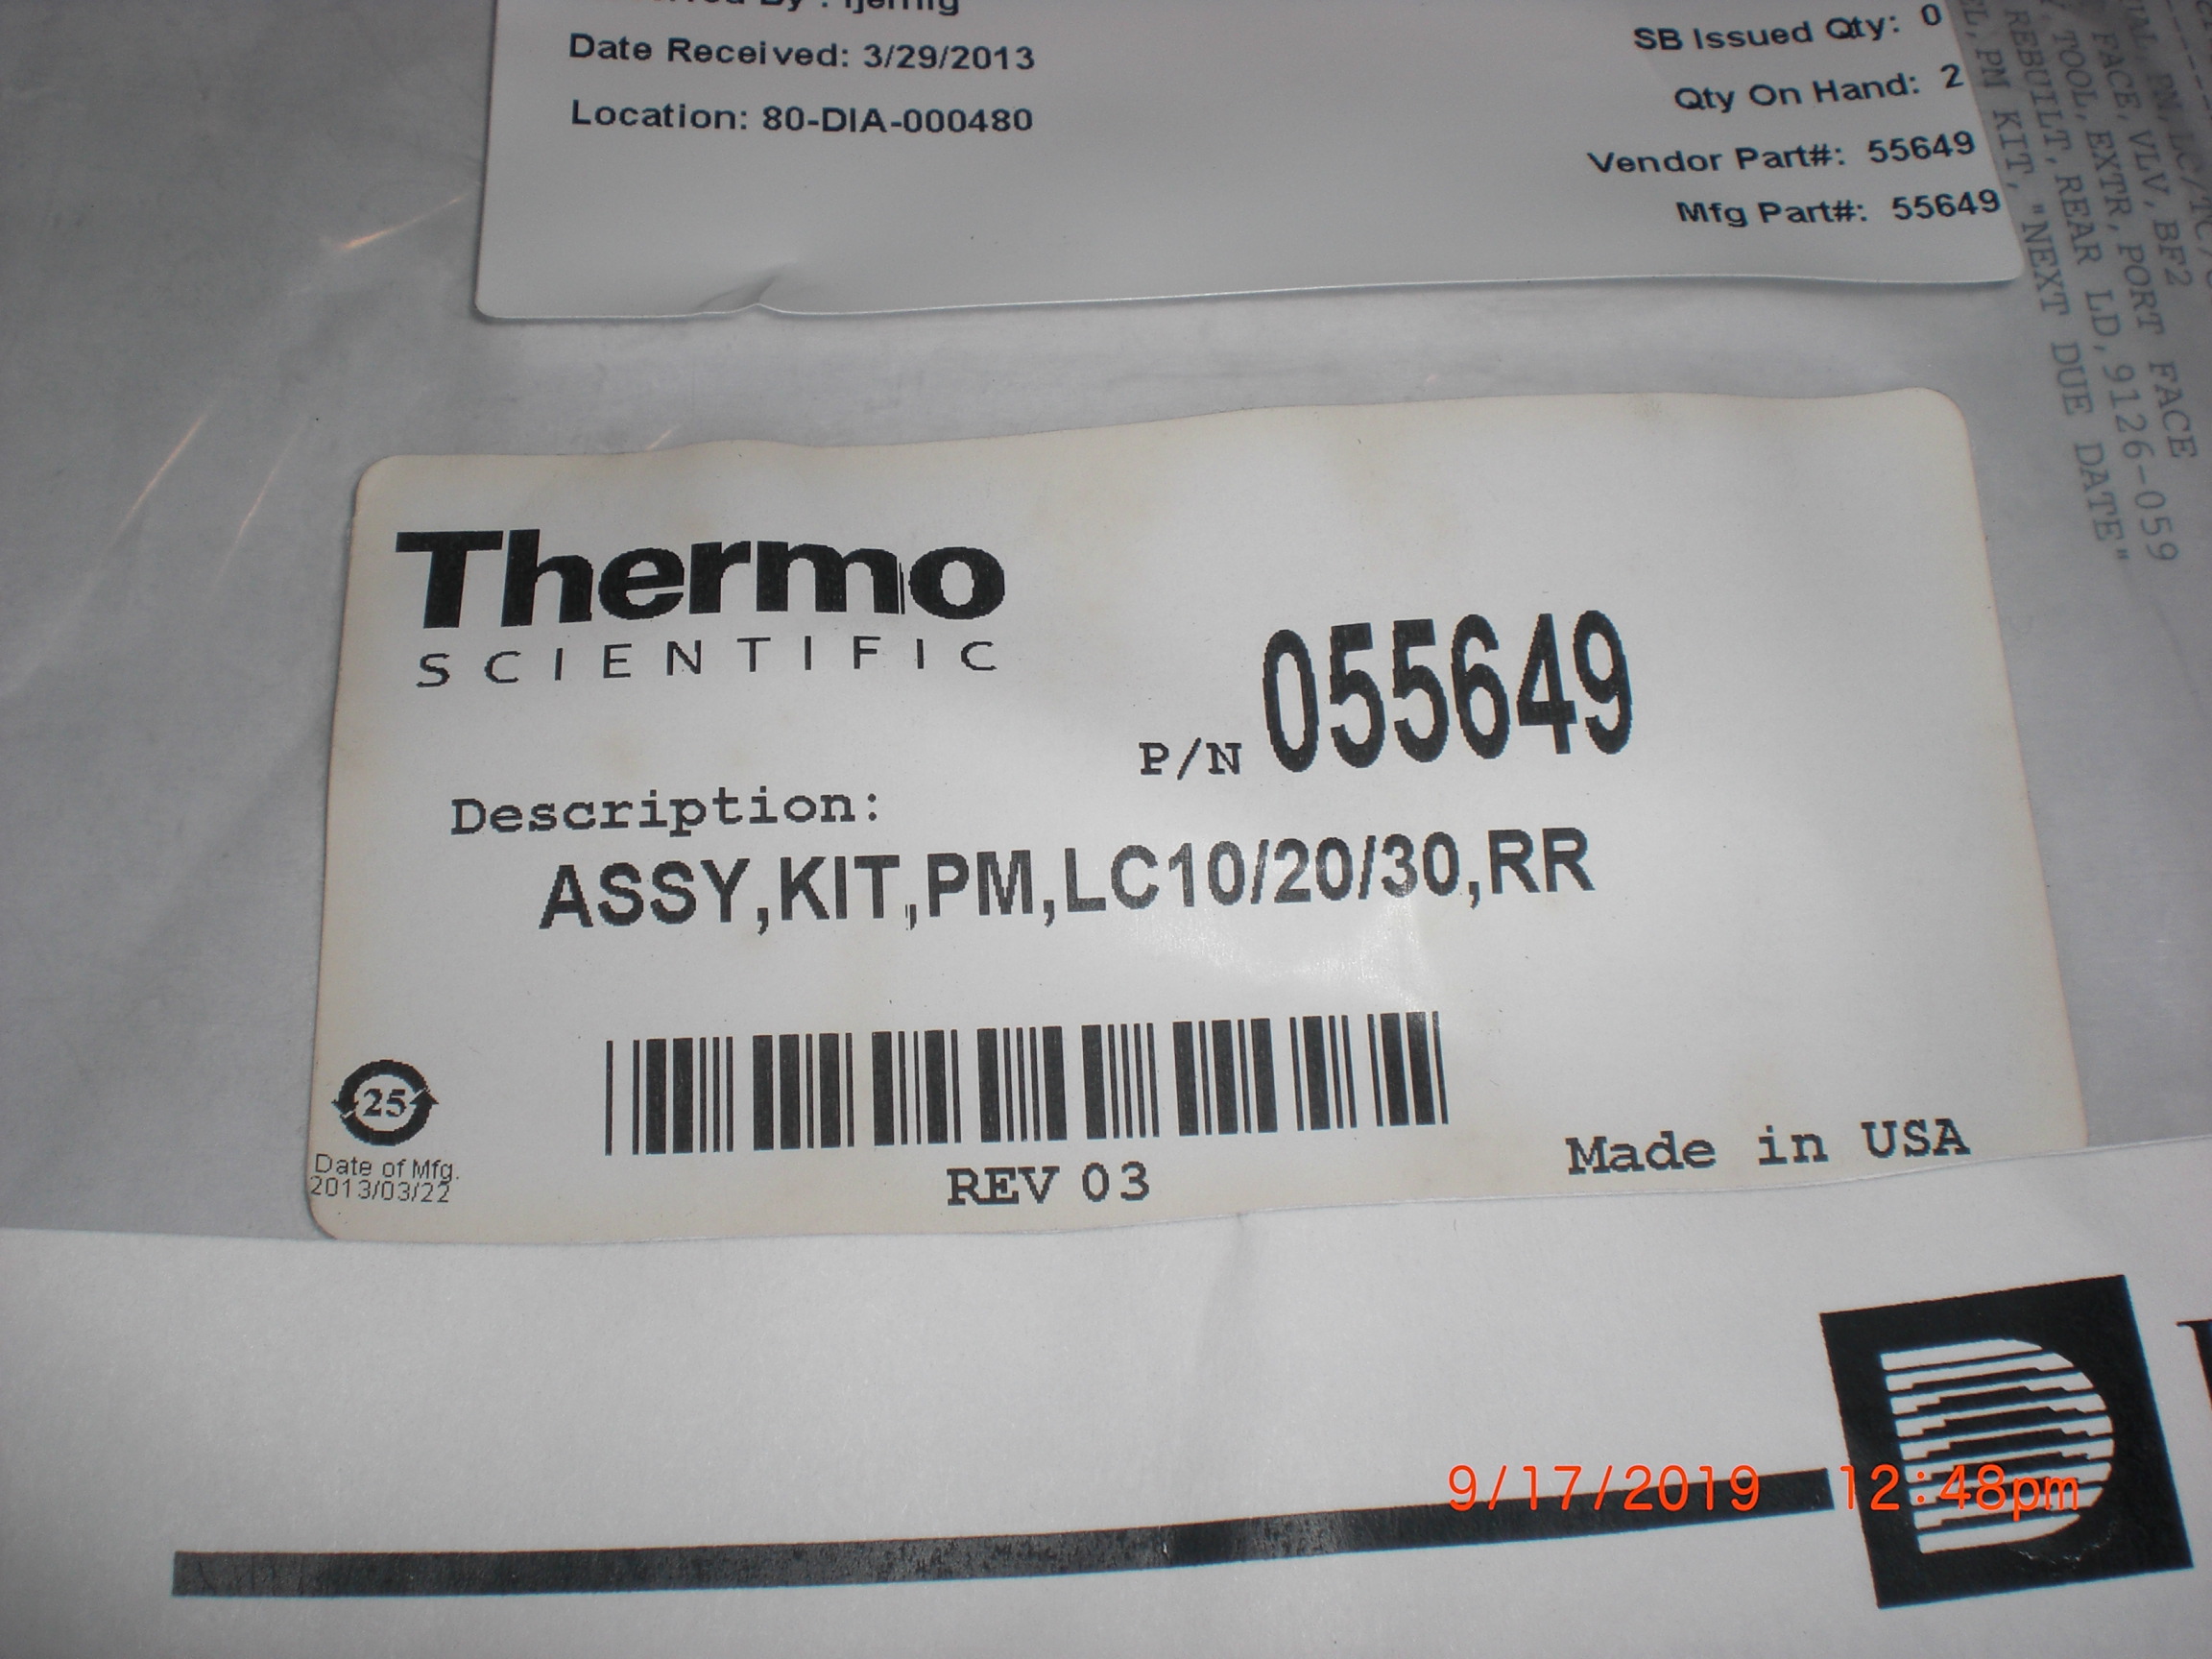 Date Received: 3/29/2013
Location: 80-DIA-000480
SB Issued Qty: 0
Qty On Hand: 2
Vendor Part#: 55649
Mfg Part#: 55649
FACE, VLV, BF2
TOOL, EXTR, PORT FACE
REBUILT, REAR LD, 9126-059
PM KIT, "NEXT DUE DATE"
Thermo
SCIENTIFIC
P/N 055649
Description:
ASSY,KIT,PM,LC10/20/30,RR
25
Date of Mfg.
2013/03/22
REV 03
Made in USA
D
9/17/2019 12:48pm